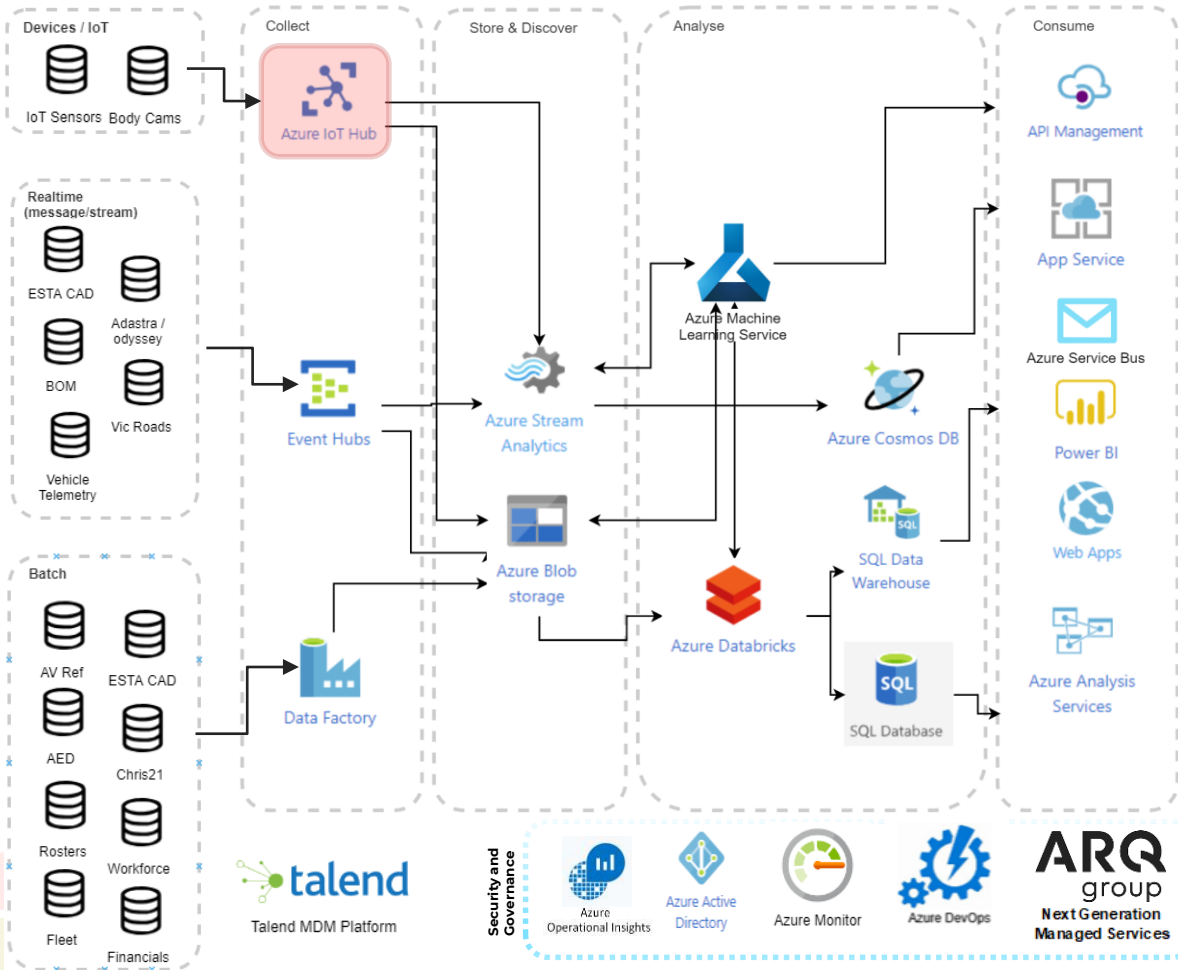 Devices / IoT
IoT Sensors
Body Cams
Realtime
(message/stream)
ESTA CAD
Adastra /
odyssey
BOM
Vic Roads
Vehicle
Telemetry
Batch
AV Ref
ESTA CAD
AED
Chris21
Rosters
Workforce
Fleet
Financials
Collect
Azure IoT Hub
Event Hubs
Data Factory
Store & Discover
Azure Stream
Analytics
Azure Blob
storage
Analyse
Azure Machine
Learning Service
Azure Cosmos DB
SQL
SQL Data
Warehouse
Azure Databricks
SQL
SQL Database
Consume
API Management
App Service
Azure Service Bus
Power BI
Web Apps
Azure Analysis
Services
talend
Talend MDM Platform
Security and
Governance
Azure
Operational Insights
Azure Active
Directory
Azure Monitor
Azure DevOps
ARQ
group
Next Generation
Managed Services